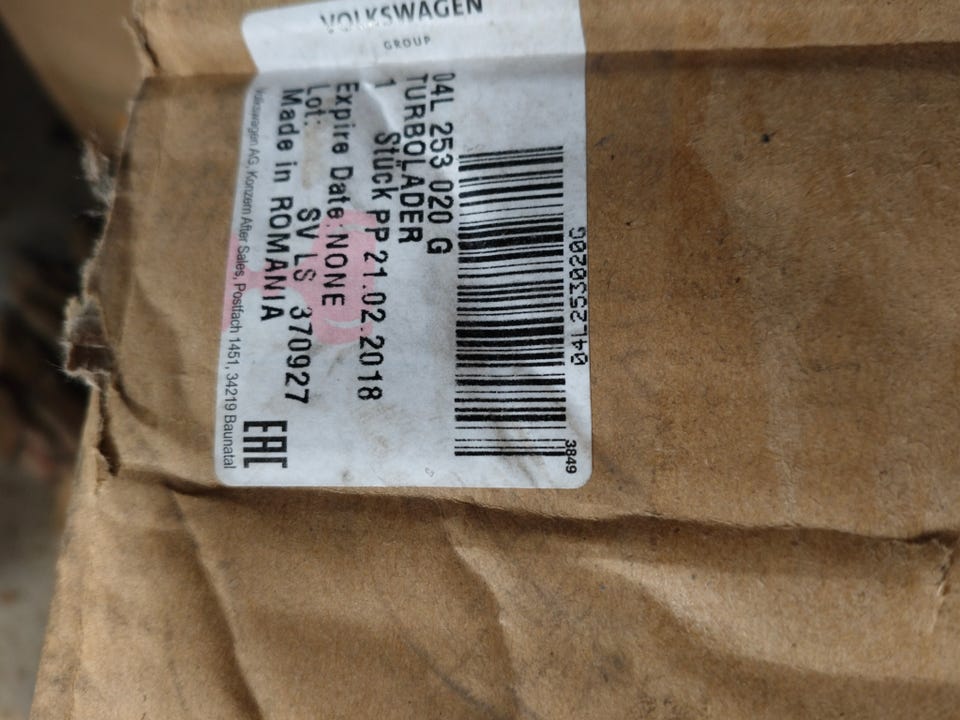 VOLKSWAGEN
GROUP
04L 253 020 G
TURBOLADER
1 Stück PP 21.02.2018
Expire Date:NONE
Lot: SV LS 370927
Made in ROMANIA
Volkswagen AG, Konzern After Sales, Postfach 1451, 34219 Baunatal
EAC
04L253020G
3849